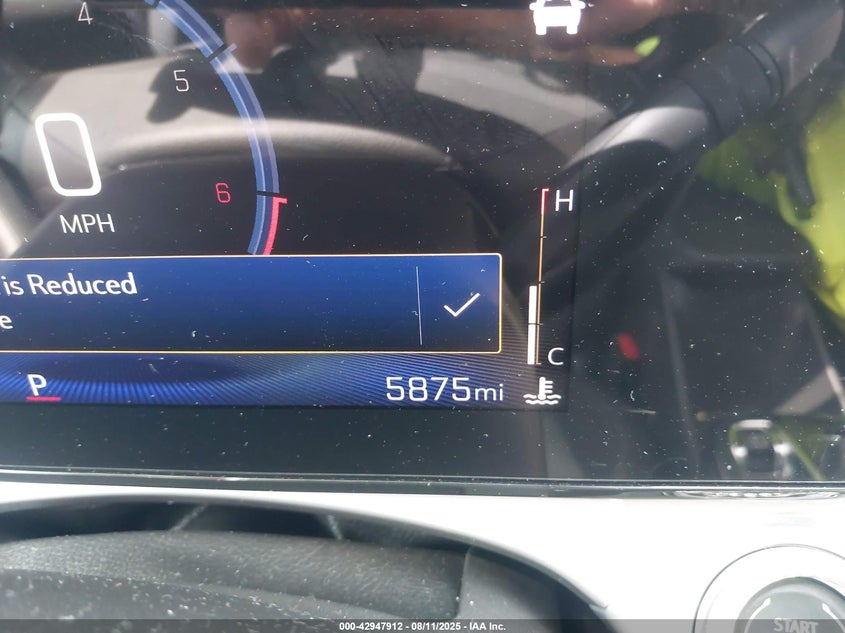 4
5
0
6
MPH
H
is Reduced
e
C
P
5875mi
START
000-42947912 - 08/11/2025 - IAA Inc.